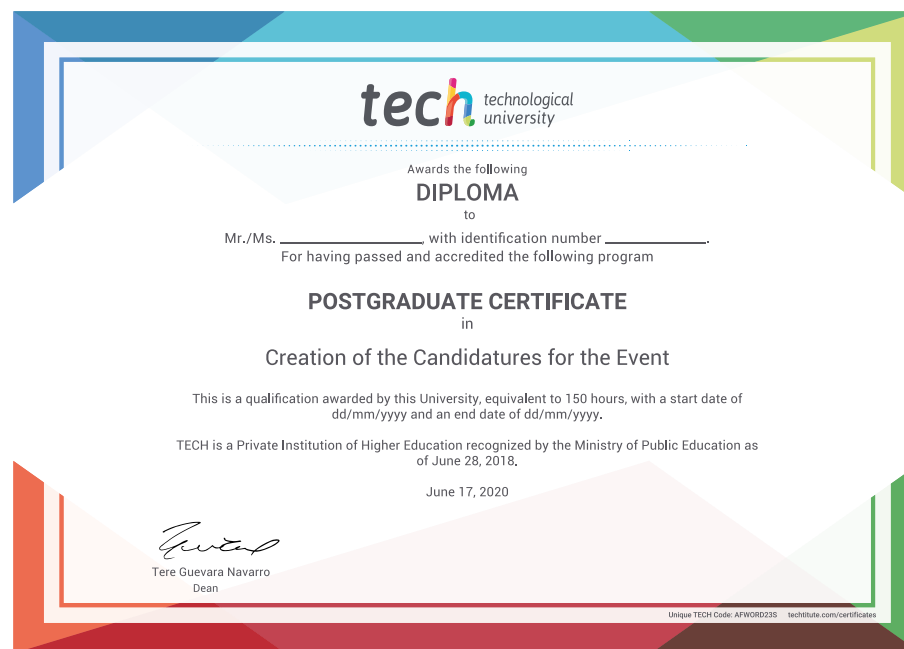 tech technological
university
Awards the following
DIPLOMA
to
Mr./Ms. ____________________, with identification number ______________.
For having passed and accredited the following program
POSTGRADUATE CERTIFICATE
in
Creation of the Candidatures for the Event
This is a qualification awarded by this University, equivalent to 150 hours, with a start date of
dd/mm/yyyy and an end date of dd/mm/yyyy.
TECH is a Private Institution of Higher Education recognized by the Ministry of Public Education as
of June 28, 2018.
June 17, 2020
Tere Guevara Navarro
Dean
Unique TECH Code: AFWORD23S techtitute.com/certificates